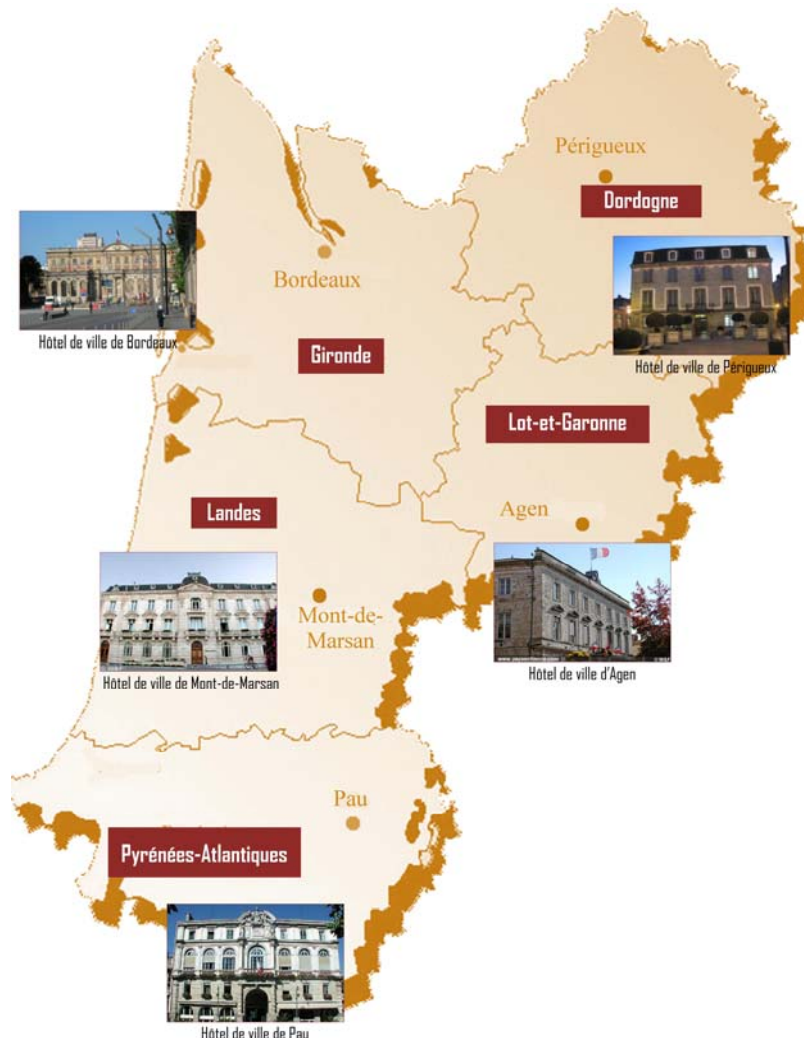 Périgueux
Dordogne
Bordeaux
Hôtel de ville de Bordeaux
Hôtel de ville de Périgueux
Gironde
Lot-et-Garonne
Landes
Agen
Mont-de-
Marsan
Hôtel de ville de Mont-de-Marsan
Hôtel de ville d'Agen
Pau
Pyrénées-Atlantiques
Hôtel de ville de Pau